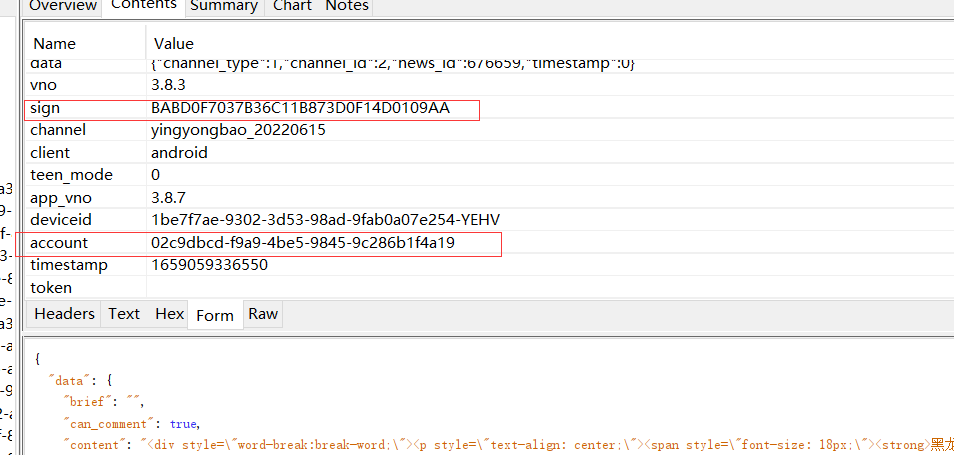 Overview Contents Summary Chart Notes
Name Value
data {"channel_type":1,"channel_id":2,"news_id":676659,"timestamp":0}
vno 3.8.3
sign BABD0F7037B36C11B873D0F14D0109AA
channel yingyongbao_20220615
client android
teen_mode 0
app_vno 3.8.7
deviceid 1be7f7ae-9302-3d53-98ad-9fab0a07e254-YEHV
account 02c9dbcd-f9a9-4be5-9845-9c286b1f4a19
timestamp 1659059336550
token
Headers Text Hex Form Raw
{
"data": {
"brief": "",
"can_comment": true,
"content": "<div style=\"word-break:break-word;\"><p style=\"text-align: center;\"><span style=\"font-size: 18px;\"><strong>黑龙